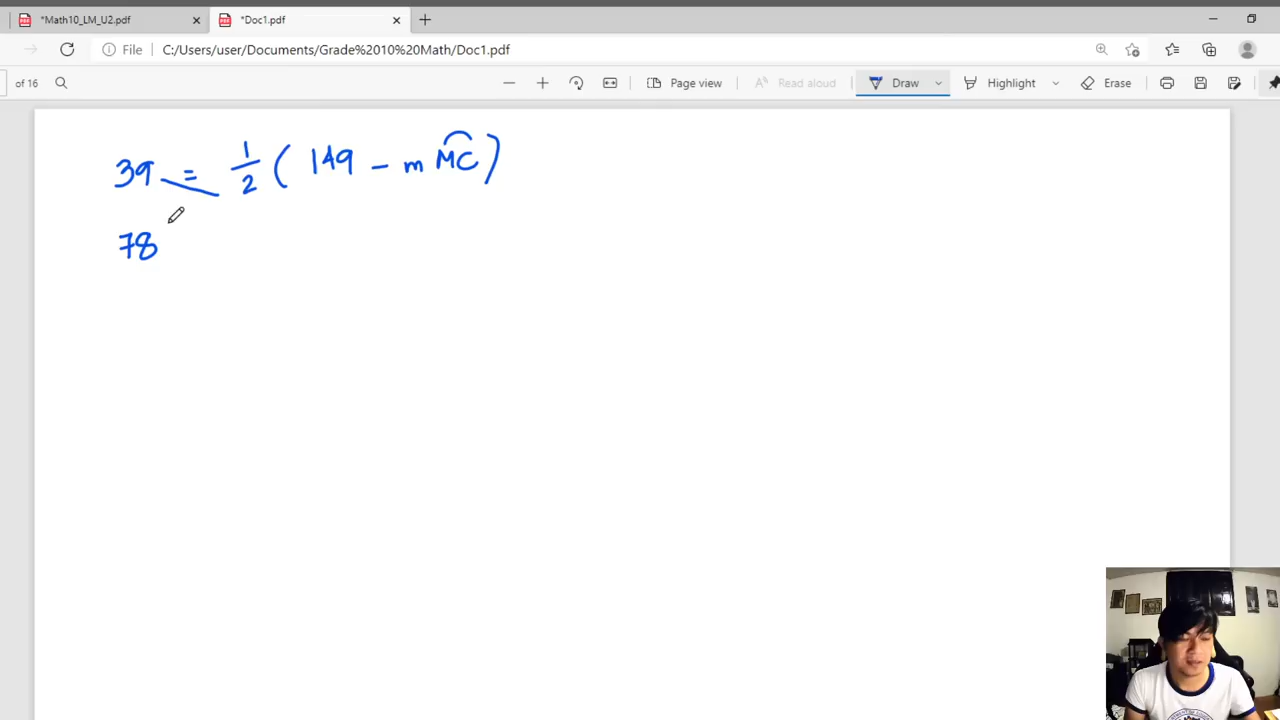 *Math10_LM_U2.pdf
*Doc1.pdf
File C:/Users/user/Documents/Grade%2010%20Math/Doc1.pdf
of 16 Page view Read aloud Draw Highlight Erase
39 = 1/2 ( 149 - m MC )
78